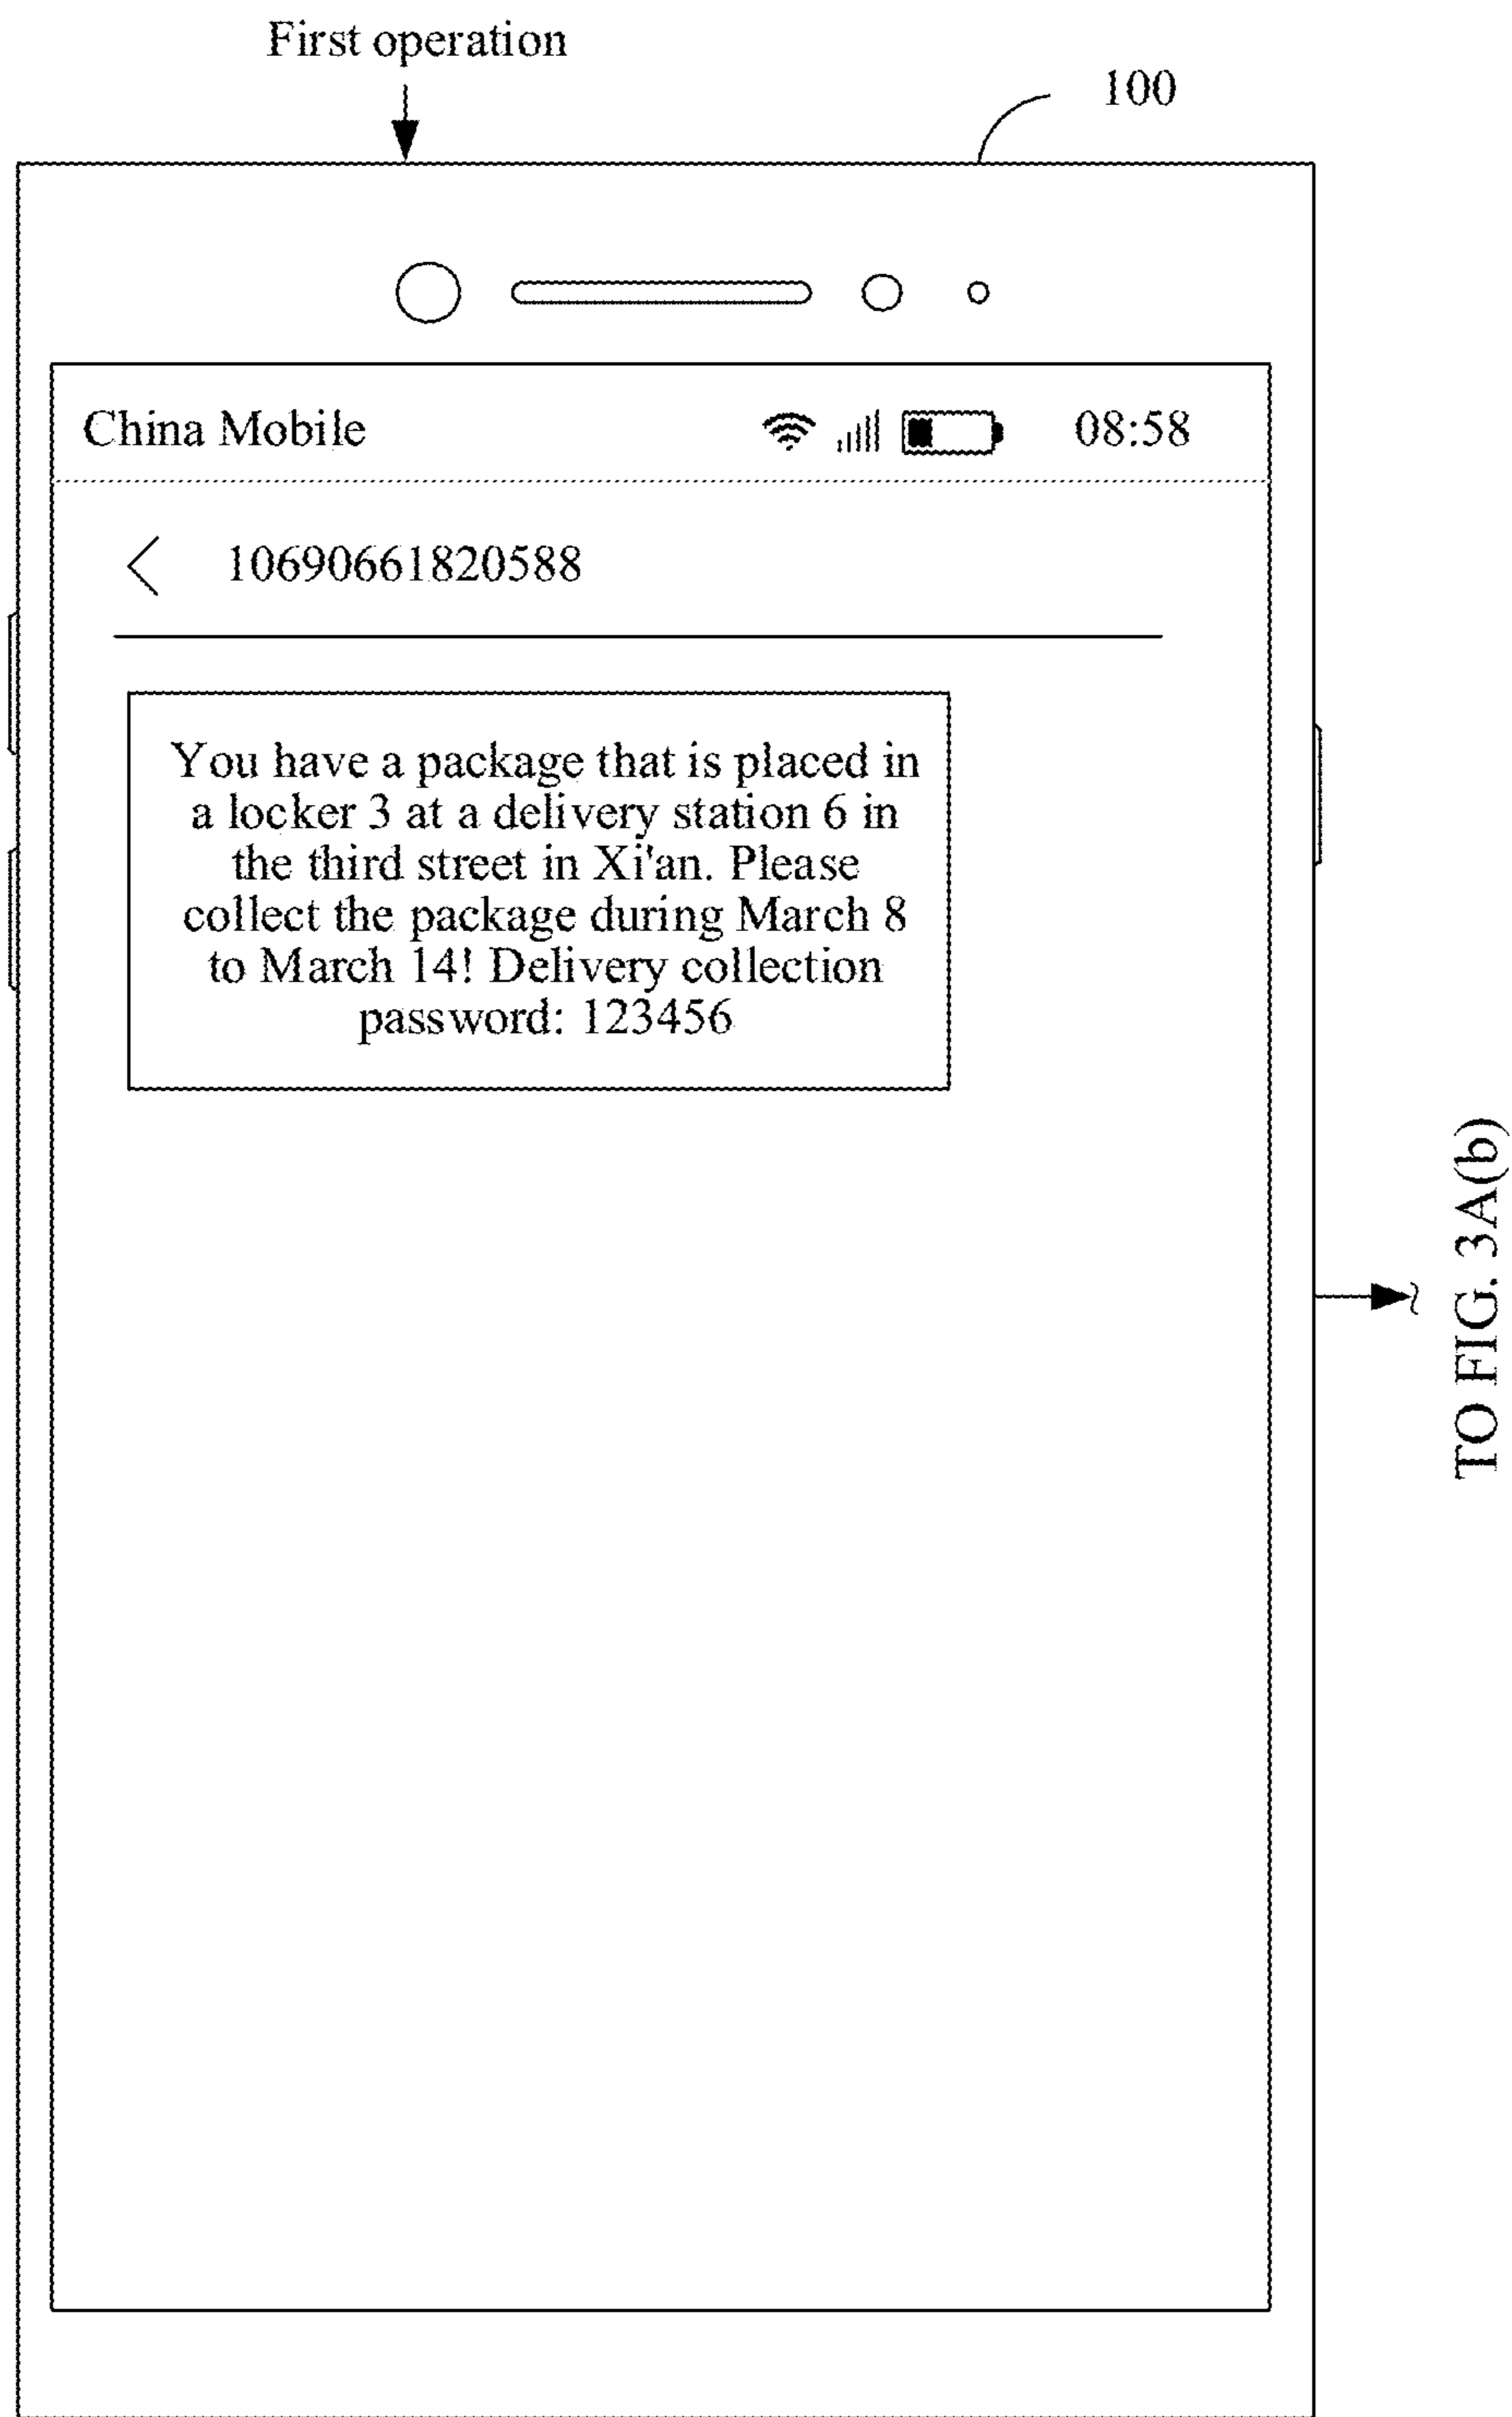 First operation
100
China Mobile 08:58
10690661820588
You have a package that is placed in
a locker 3 at a delivery station 6 in
the third street in Xi'an. Please
collect the package during March 8
to March 14! Delivery collection
password: 123456
TO FIG. 3A(b)